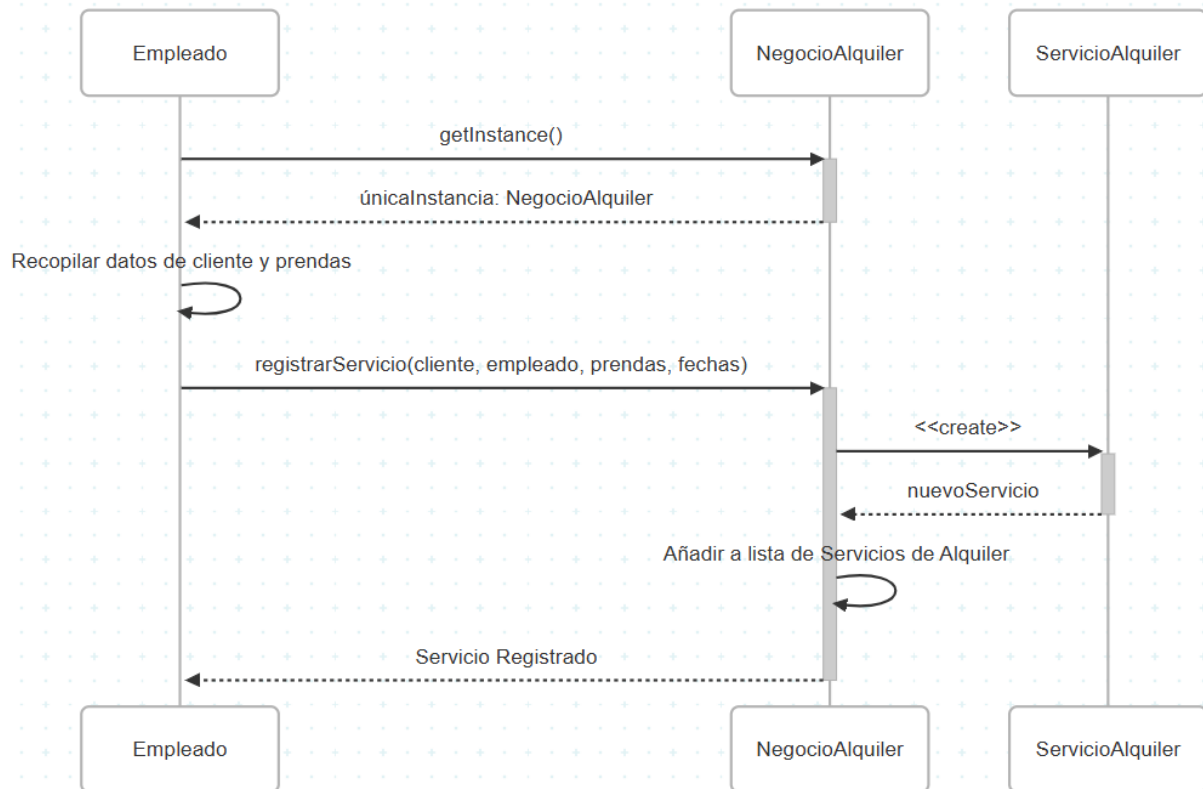 Empleado
NegocioAlquiler
ServicioAlquiler
getInstance()
únicaInstancia: NegocioAlquiler
Recopilar datos de cliente y prendas
registrarServicio(cliente, empleado, prendas, fechas)
<<create>>
nuevoServicio
Añadir a lista de Servicios de Alquiler
Servicio Registrado
Empleado
NegocioAlquiler
ServicioAlquiler